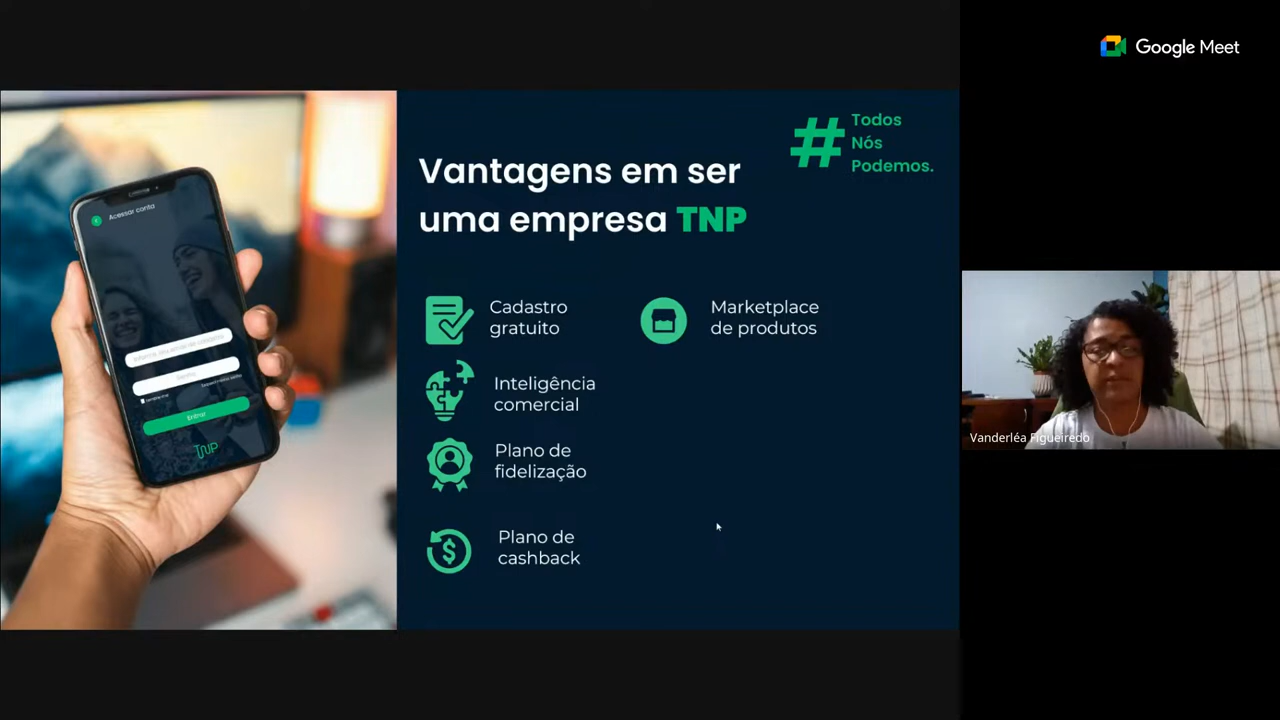 Google Meet
Acessar conta
Entrar
TNP
# Todos
Nós
Podemos.
Vantagens em ser
uma empresa TNP
Cadastro
gratuito
Marketplace
de produtos
Inteligência
comercial
Plano de
fidelização
Plano de
cashback
Vanderléa Figueiredo